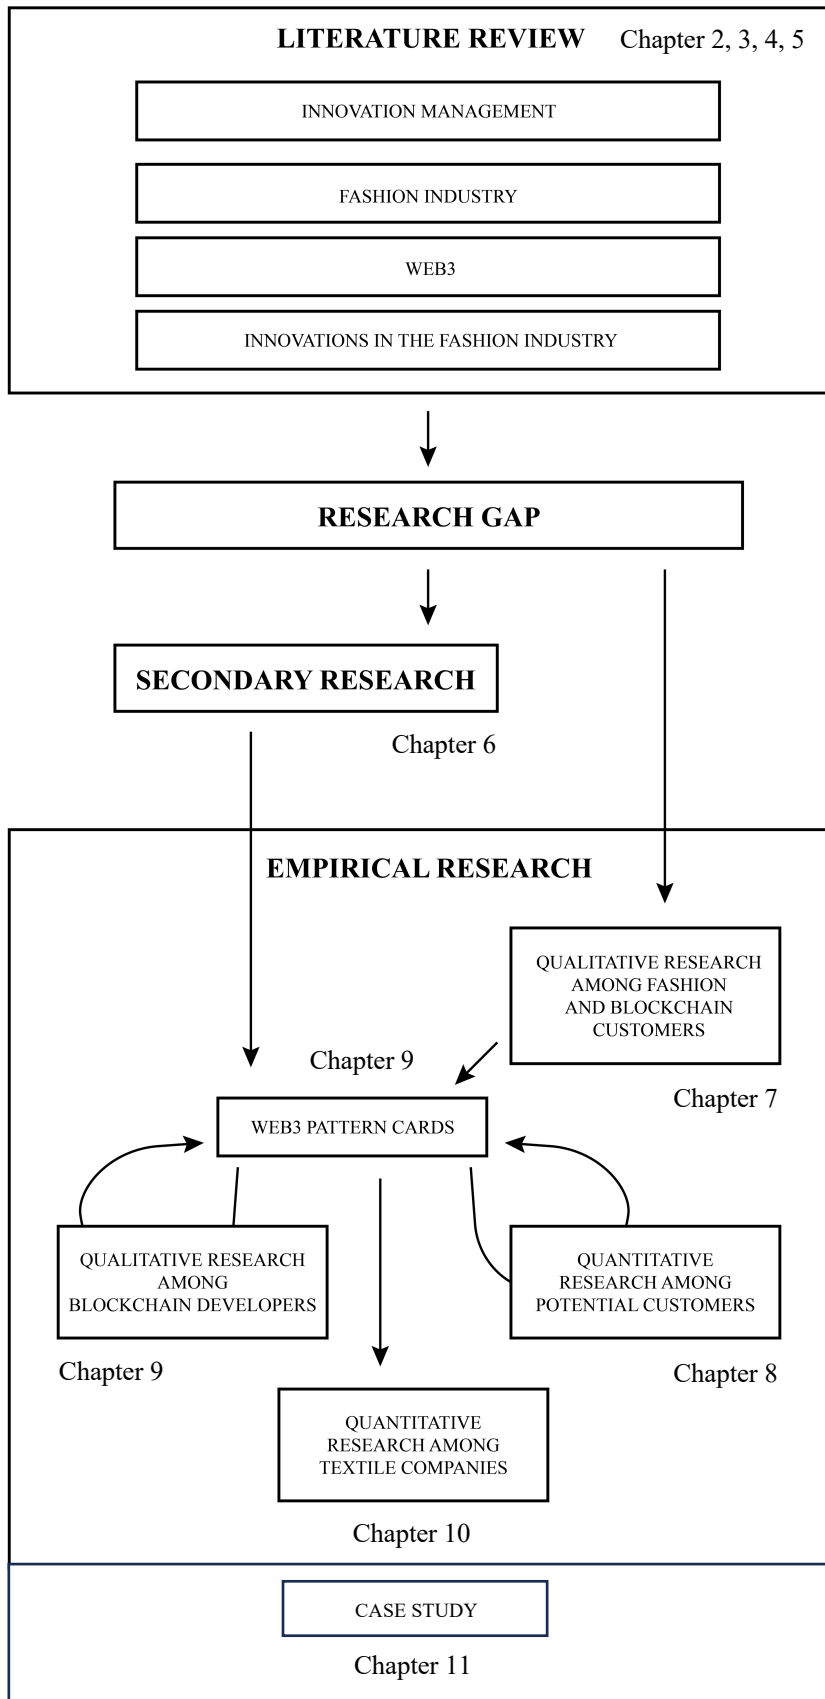 LITERATURE REVIEW Chapter 2, 3, 4, 5
INNOVATION MANAGEMENT
FASHION INDUSTRY
WEB3
INNOVATIONS IN THE FASHION INDUSTRY
RESEARCH GAP
SECONDARY RESEARCH
Chapter 6
EMPIRICAL RESEARCH
QUALITATIVE RESEARCH
AMONG FASHION
AND BLOCKCHAIN
CUSTOMERS
Chapter 7
Chapter 9
WEB3 PATTERN CARDS
QUALITATIVE RESEARCH
AMONG
BLOCKCHAIN DEVELOPERS
Chapter 9
QUANTITATIVE
RESEARCH AMONG
POTENTIAL CUSTOMERS
Chapter 8
QUANTITATIVE
RESEARCH AMONG
TEXTILE COMPANIES
Chapter 10
CASE STUDY
Chapter 11